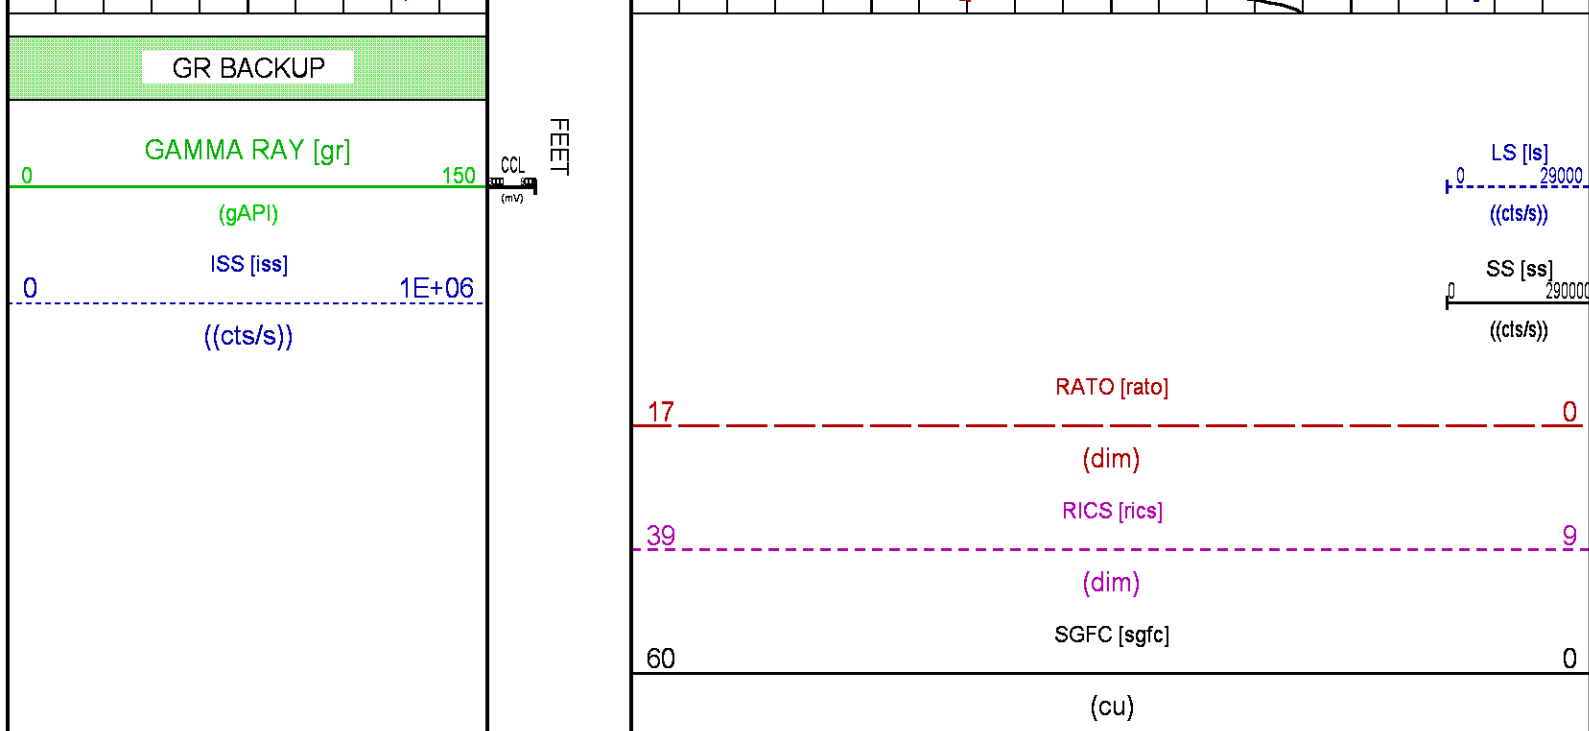 GR BACKUP
GAMMA RAY [gr]
0 150
(gAPI)
ISS [iss]
0 1E+06
((cts/s))
CCL
(mV)
FEET
LS [ls]
0 29000
((cts/s))
SS [ss]
0 290000
((cts/s))
RATO [rato]
17 0
(dim)
RICS [rics]
39 9
(dim)
SGFC [sgfc]
60 0
(cu)